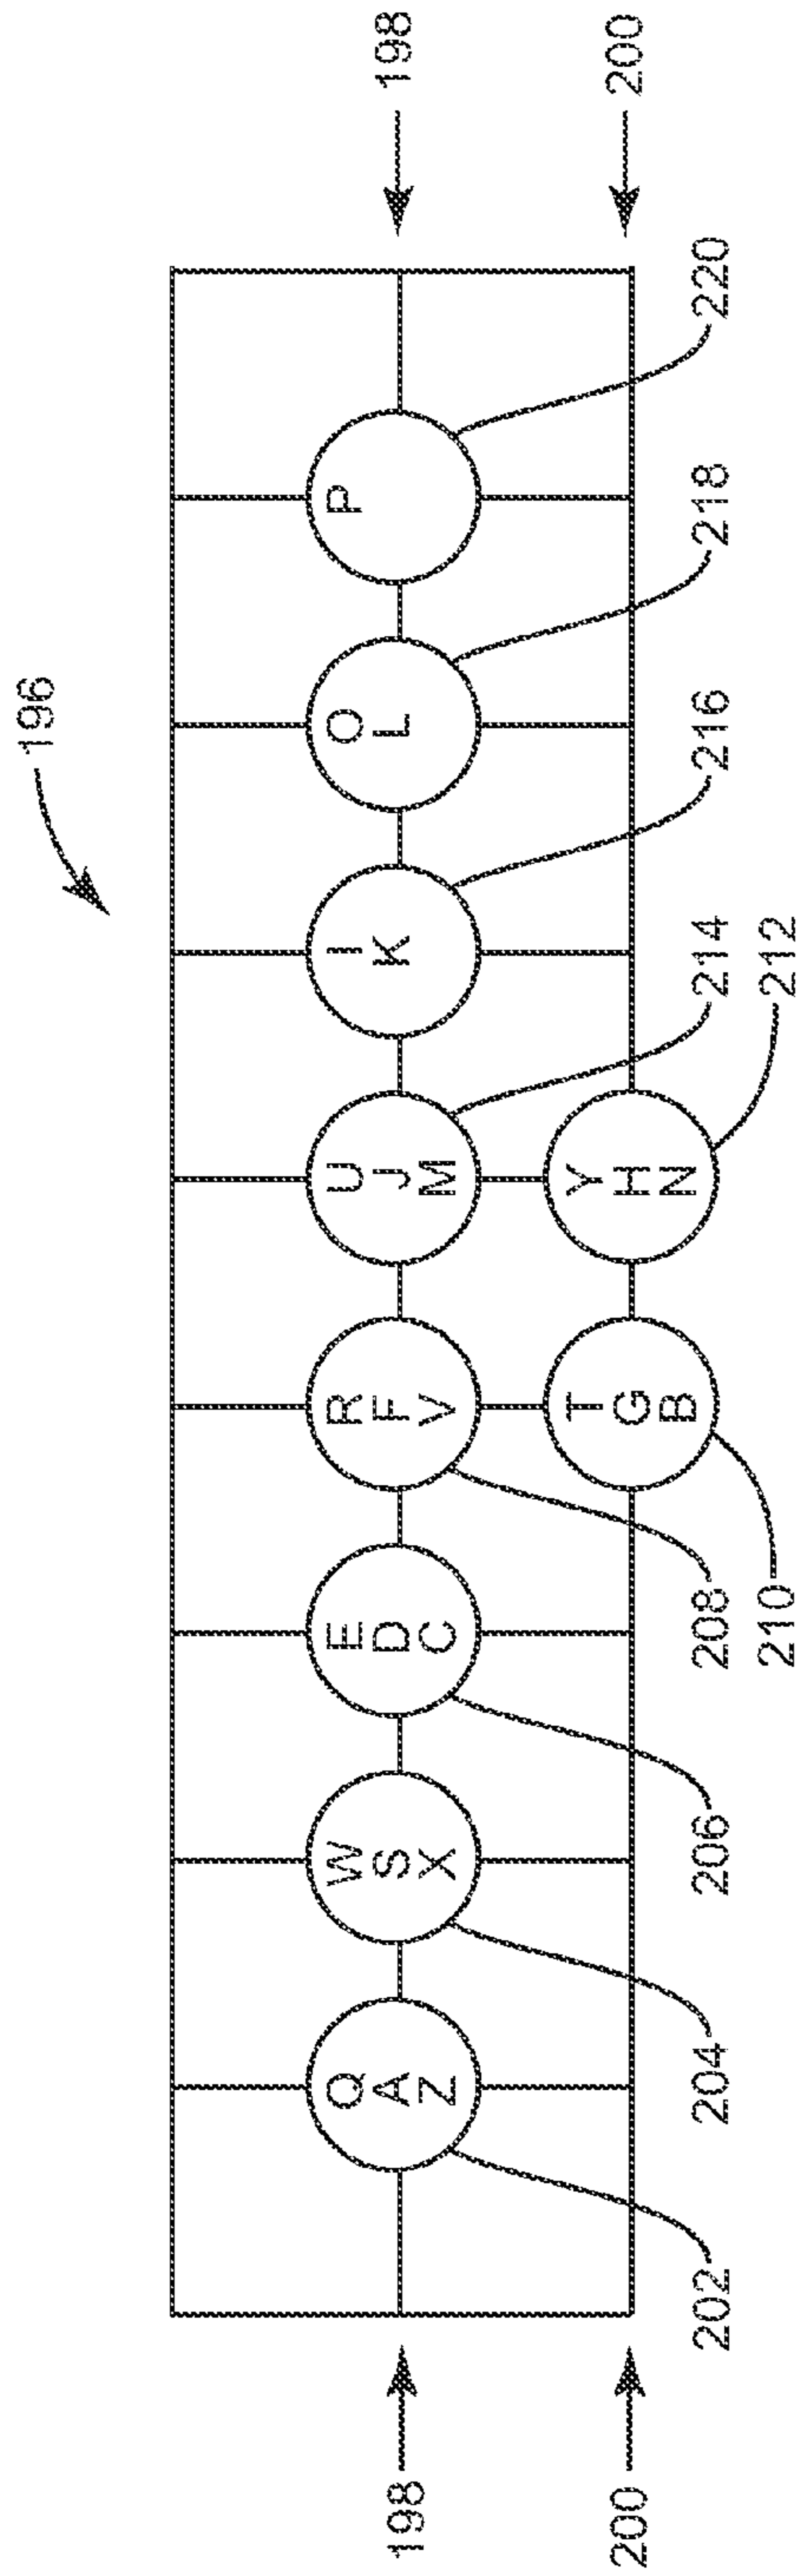 196
Q W E R U I O P
198 A S D F J K L 198
Z X C V M
T Y
200 G H 200
B N
202 204 206 208 214 216 218 220
210 212